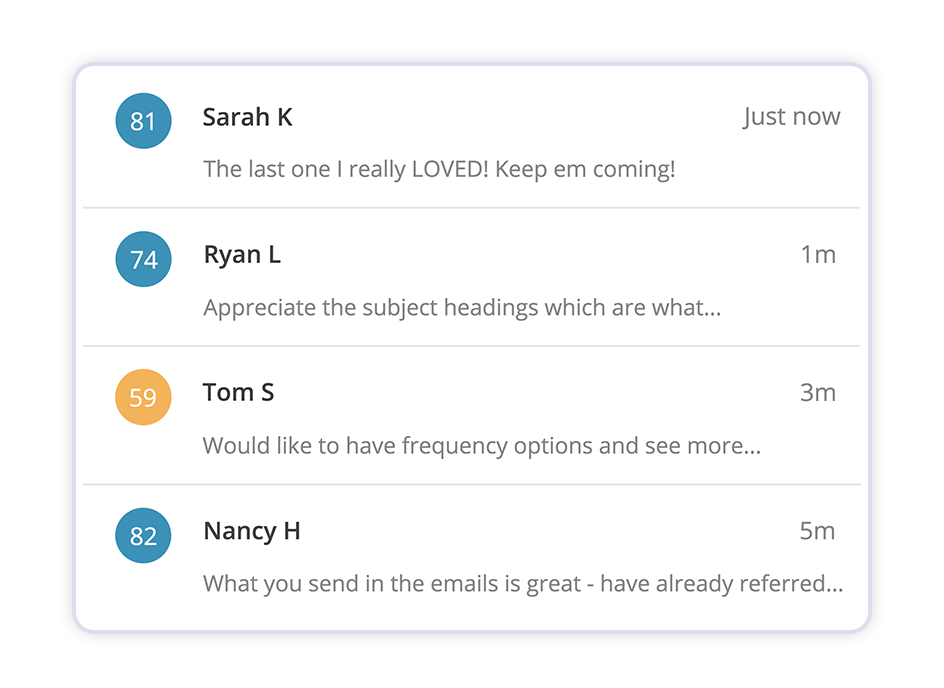 81 Sarah K Just now
The last one I really LOVED! Keep em coming!
74 Ryan L 1m
Appreciate the subject headings which are what...
59 Tom S 3m
Would like to have frequency options and see more...
82 Nancy H 5m
What you send in the emails is great - have already referred...